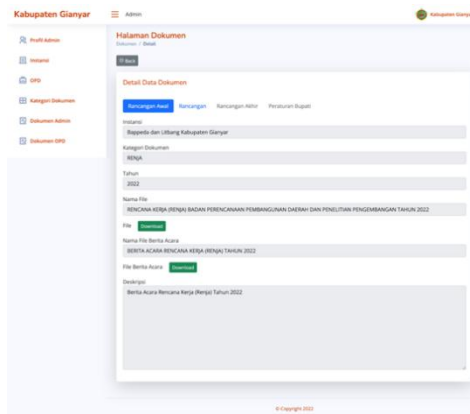 Kabupaten Gianyar
Admin
Kabupaten Gianyar
Profil Admin
Instansi
OPD
Kategori Dokumen
Dokumen Admin
Dokumen OPD
Halaman Dokumen
Dokumen / Detail
Back
Detail Data Dokumen
Rancangan Awal Rancangan Rancangan Akhir Peraturan Bupati
Instansi
Bappeda dan Litbang Kabupaten Gianyar
Kategori Dokumen
RENJA
Tahun
2022
Nama File
RENCANA KERJA (RENJA) BADAN PERENCANAAN PEMBANGUNAN DAERAH DAN PENELITIAN PENGEMBANGAN TAHUN 2022
File Download
Nama File Berita Acara
BERITA ACARA RENCANA KERJA (RENJA) TAHUN 2022
File Berita Acara Download
Deskripsi
Berita Acara Rencana Kerja (Renja) Tahun 2022
© Copyright 2022